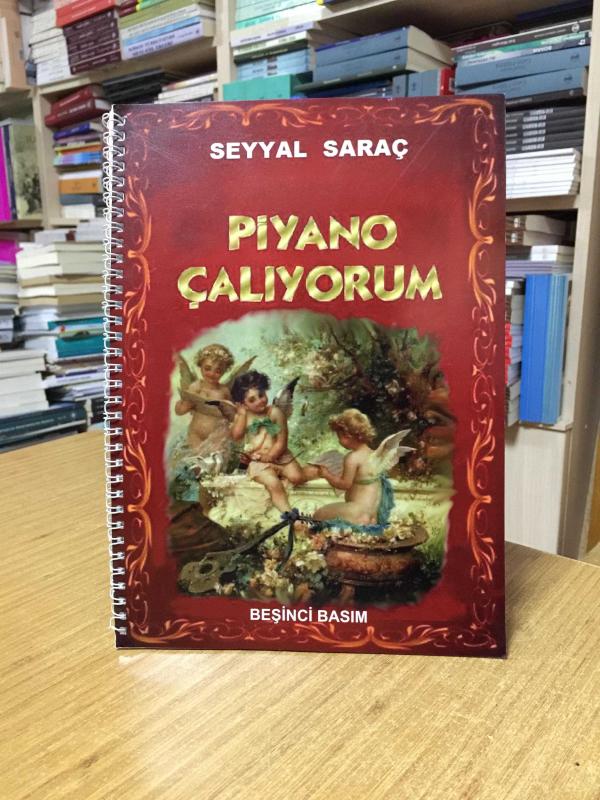 SEYYAL SARAÇ
PİYANO
ÇALIYORUM
BEŞİNCİ BASIM